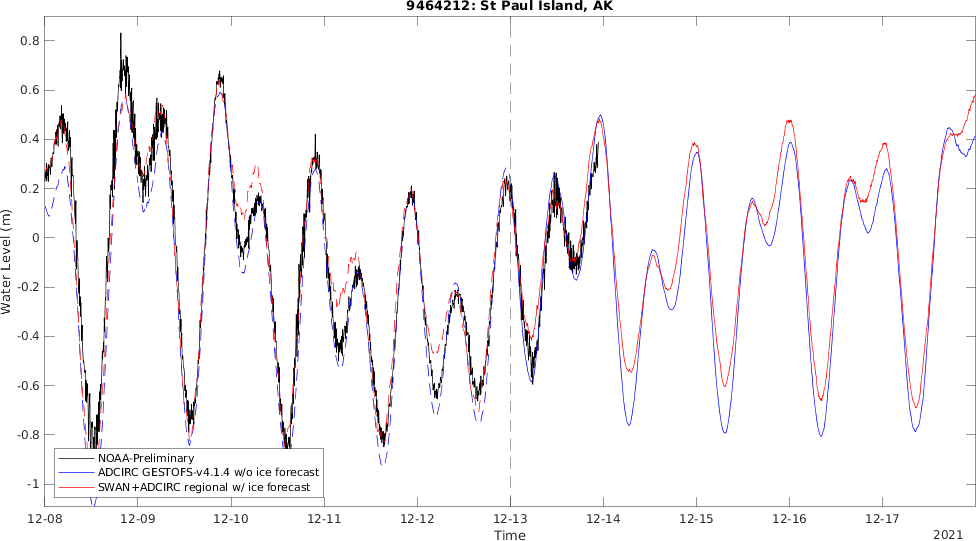 9464212: St Paul Island, AK
Water Level (m)
0.8
0.6
0.4
0.2
0
-0.2
-0.4
-0.6
-0.8
-1
NOAA-Preliminary
ADCIRC GESTOFS-v4.1.4 w/o ice forecast
SWAN+ADCIRC regional w/ ice forecast
12-08 12-09 12-10 12-11 12-12 12-13 12-14 12-15 12-16 12-17
Time
2021